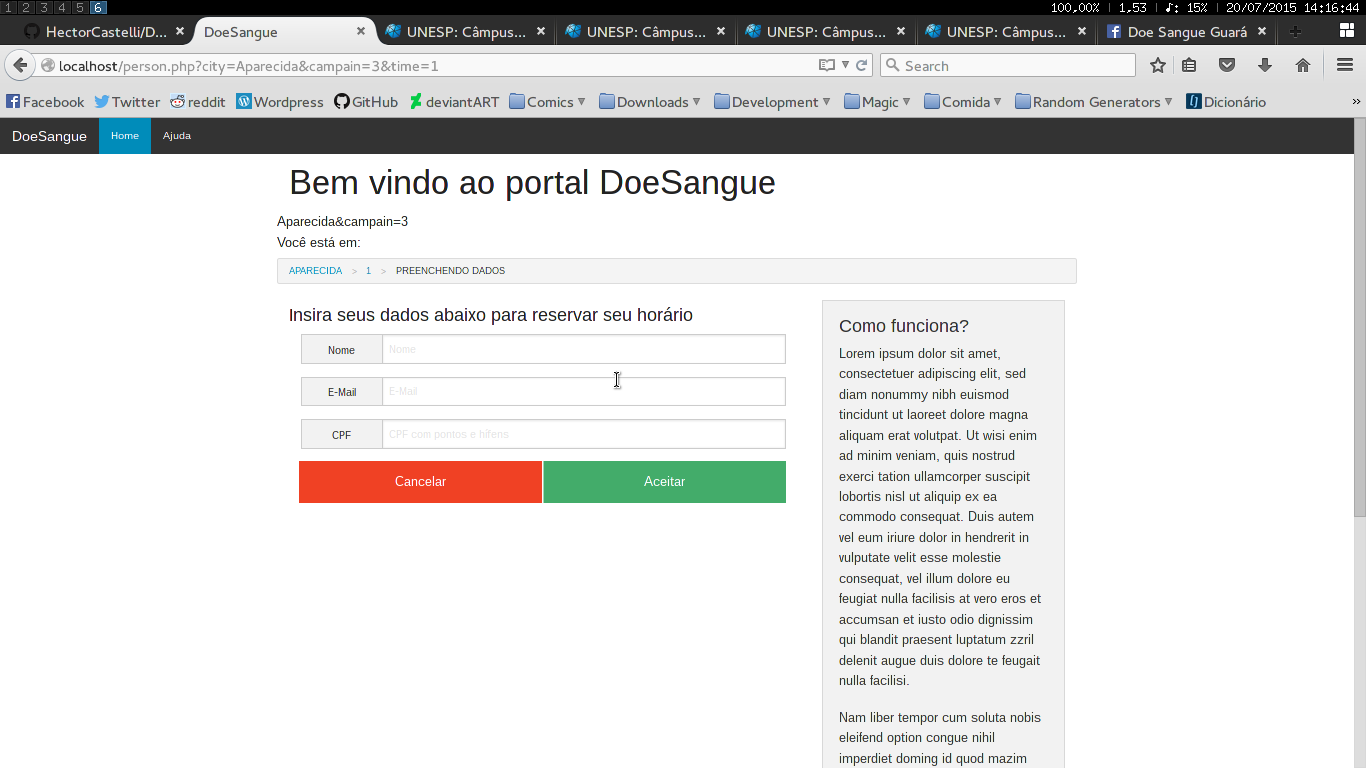 1 2 3 4 5 6 100,00% | 1,53 | ♪: 15% | 20/07/2015 14:16:44
HectorCastelli/D... × DoeSangue × UNESP: Câmpus... × UNESP: Câmpus... × UNESP: Câmpus... × UNESP: Câmpus... × Doe Sangue Guará ×
localhost/person.php?city=Aparecida&campain=3&time=1 Search
Facebook Twitter reddit Wordpress GitHub deviantART Comics Downloads Development Magic Comida Random Generators Dicionário »
DoeSangue Home Ajuda
Bem vindo ao portal DoeSangue
Aparecida&campain=3
Você está em:
APARECIDA > 1 > PREENCHENDO DADOS
Insira seus dados abaixo para reservar seu horário
Nome Nome
E-Mail E-Mail
CPF CPF com pontos e hífens
Cancelar Aceitar
Como funciona?
Lorem ipsum dolor sit amet,
consectetuer adipiscing elit, sed
diam nonummy nibh euismod
tincidunt ut laoreet dolore magna
aliquam erat volutpat. Ut wisi enim
ad minim veniam, quis nostrud
exerci tation ullamcorper suscipit
lobortis nisl ut aliquip ex ea
commodo consequat. Duis autem
vel eum iriure dolor in hendrerit in
vulputate velit esse molestie
consequat, vel illum dolore eu
feugiat nulla facilisis at vero eros et
accumsan et iusto odio dignissim
qui blandit praesent luptatum zzril
delenit augue duis dolore te feugait
nulla facilisi.
Nam liber tempor cum soluta nobis
eleifend option congue nihil
imperdiet doming id quod mazim